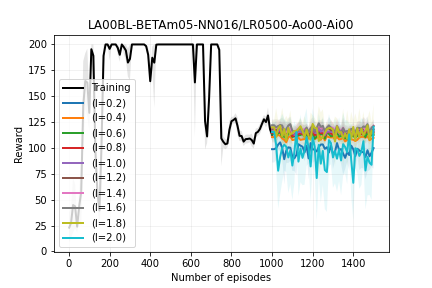 LA00BL-BETAm05-NN016/LR0500-Ao00-Ai00
200
175
150
125
100
75
50
25
0
Reward
Training
(l=0.2)
(l=0.4)
(l=0.6)
(l=0.8)
(l=1.0)
(l=1.2)
(l=1.4)
(l=1.6)
(l=1.8)
(l=2.0)
0 200 400 600 800 1000 1200 1400
Number of episodes